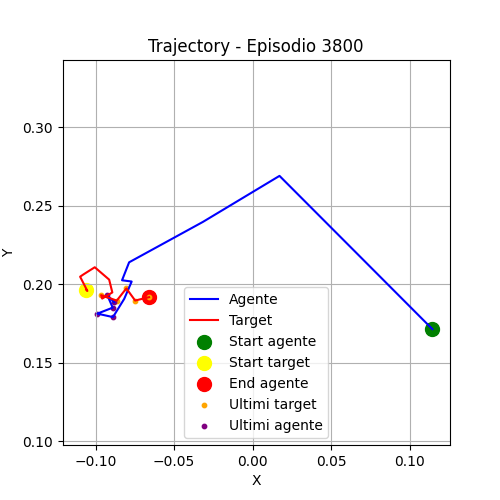 Trajectory - Episodio 3800
Y
0.30
0.25
0.20
0.15
0.10
Agente
Target
Start agente
Start target
End agente
Ultimi target
Ultimi agente
−0.10 −0.05 0.00 0.05 0.10
X